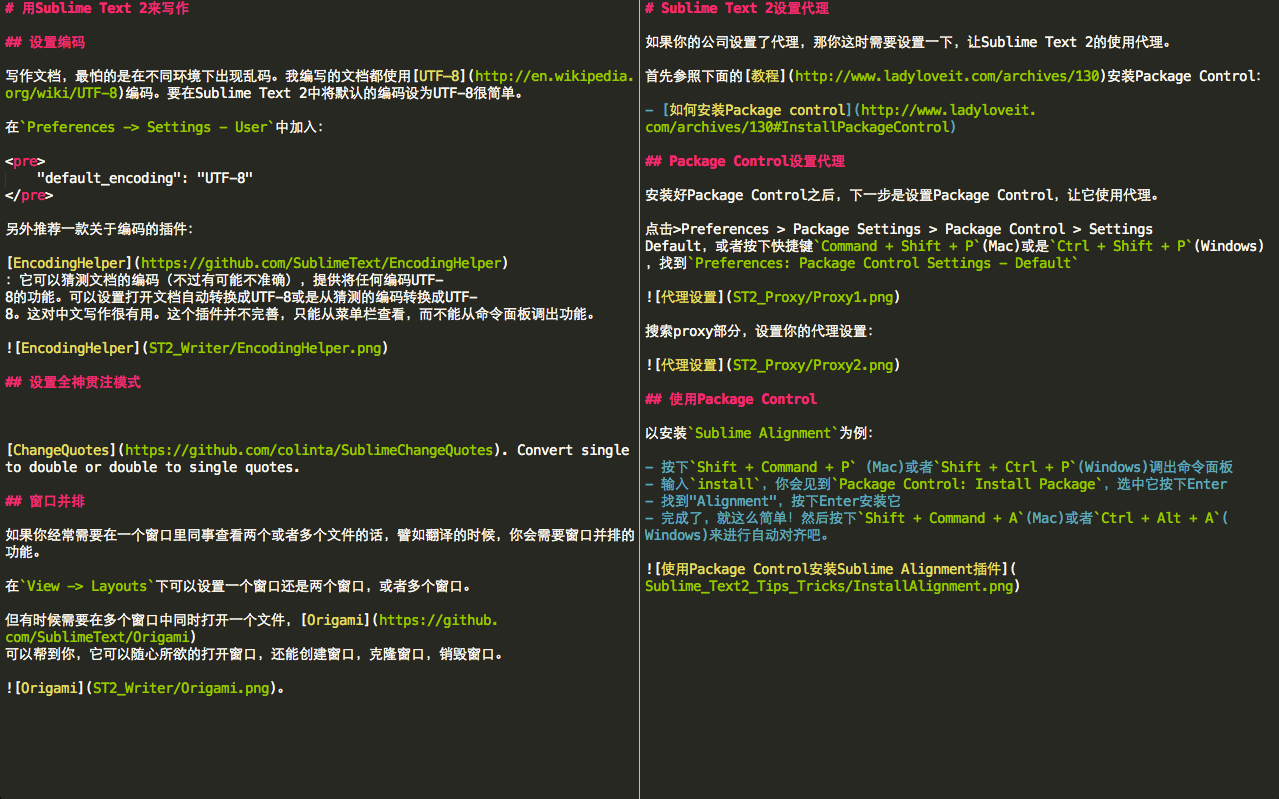 # 用Sublime Text 2来写作
## 设置编码
写作文档，最怕的是在不同环境下出现乱码。我编写的文档都使用[UTF-8](http://en.wikipedia.
org/wiki/UTF-8)编码。要在Sublime Text 2中将默认的编码设为UTF-8很简单。
在`Preferences -> Settings - User`中加入：
<pre>
"default_encoding": "UTF-8"
</pre>
另外推荐一款关于编码的插件：
[EncodingHelper](https://github.com/SublimeText/EncodingHelper)
：它可以猜测文档的编码（不过有可能不准确），提供将任何编码UTF-
8的功能。可以设置打开文档自动转换成UTF-8或是从猜测的编码转换成UTF-
8。这对中文写作很有用。这个插件并不完善，只能从菜单栏查看，而不能从命令面板调出功能。
![EncodingHelper](ST2_Writer/EncodingHelper.png)
## 设置全神贯注模式
[ChangeQuotes](https://github.com/colinta/SublimeChangeQuotes). Convert single
to double or double to single quotes.
## 窗口并排
如果你经常需要在一个窗口里同事查看两个或者多个文件的话，譬如翻译的时候，你会需要窗口并排的
功能。
在`View -> Layouts`下可以设置一个窗口还是两个窗口，或者多个窗口。
但有时候需要在多个窗口中同时打开一个文件，[Origami](https://github.
com/SublimeText/Origami)
可以帮到你，它可以随心所欲的打开窗口，还能创建窗口，克隆窗口，销毁窗口。
![Origami](ST2_Writer/Origami.png)。
# Sublime Text 2设置代理
如果你的公司设置了代理，那你这时需要设置一下，让Sublime Text 2的使用代理。
首先参照下面的[教程](http://www.ladyloveit.com/archives/130)安装Package Control：
- [如何安装Package control](http://www.ladyloveit.
com/archives/130#InstallPackageControl)
## Package Control设置代理
安装好Package Control之后，下一步是设置Package Control，让它使用代理。
点击>Preferences > Package Settings > Package Control > Settings
Default，或者按下快捷键`Command + Shift + P`(Mac)或是`Ctrl + Shift + P`(Windows)
，找到`Preferences: Package Control Settings - Default`
![代理设置](ST2_Proxy/Proxy1.png)
搜索proxy部分，设置你的代理设置：
![代理设置](ST2_Proxy/Proxy2.png)
## 使用Package Control
以安装`Sublime Alignment`为例：
- 按下`Shift + Command + P` (Mac)或者`Shift + Ctrl + P`(Windows)调出命令面板
- 输入`install`，你会见到`Package Control: Install Package`，选中它按下Enter
- 找到"Alignment"，按下Enter安装它
- 完成了，就这么简单！然后按下`Shift + Command + A`(Mac)或者`Ctrl + Alt + A`(
Windows)来进行自动对齐吧。
![使用Package Control安装Sublime Alignment插件](
Sublime_Text2_Tips_Tricks/InstallAlignment.png)